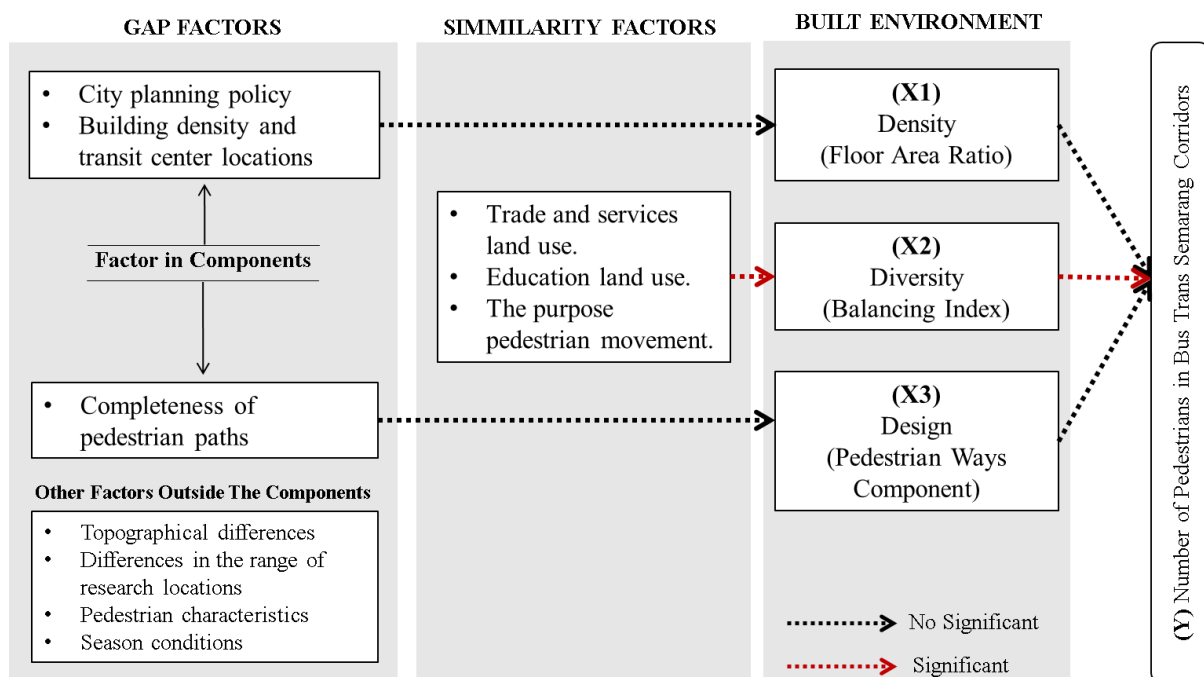 GAP FACTORS
• City planning policy
• Building density and
transit center locations
Factor in Components
• Completeness of
pedestrian paths
Other Factors Outside The Components
• Topographical differences
• Differences in the range of
research locations
• Pedestrian characteristics
• Season conditions
SIMMILARITY FACTORS
• Trade and services
land use.
• Education land use.
• The purpose
pedestrian movement.
BUILT ENVIRONMENT
(X1)
Density
(Floor Area Ratio)
(X2)
Diversity
(Balancing Index)
(X3)
Design
(Pedestrian Ways
Component)
No Significant
Significant
(Y) Number of Pedestrians in Bus Trans Semarang Corridors